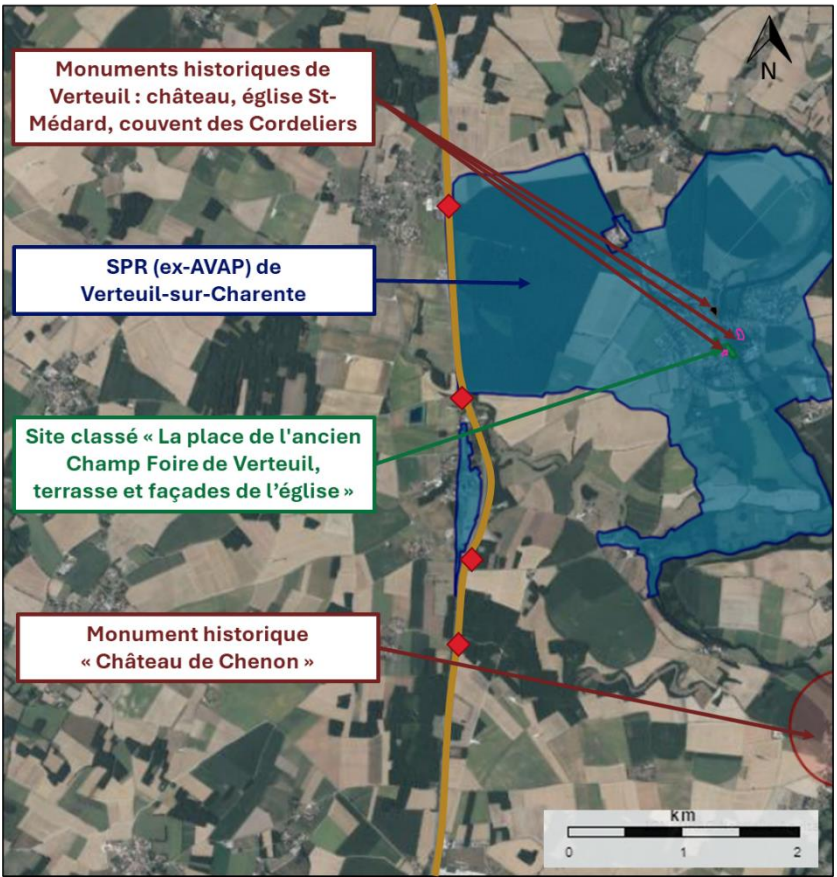 N
Monuments historiques de
Verteuil : château, église St-
Médard, couvent des Cordeliers
SPR (ex-AVAP) de
Verteuil-sur-Charente
Site classé « La place de l'ancien
Champ Foire de Verteuil,
terrasse et façades de l’église »
Monument historique
« Château de Chenon »
km
0 1 2